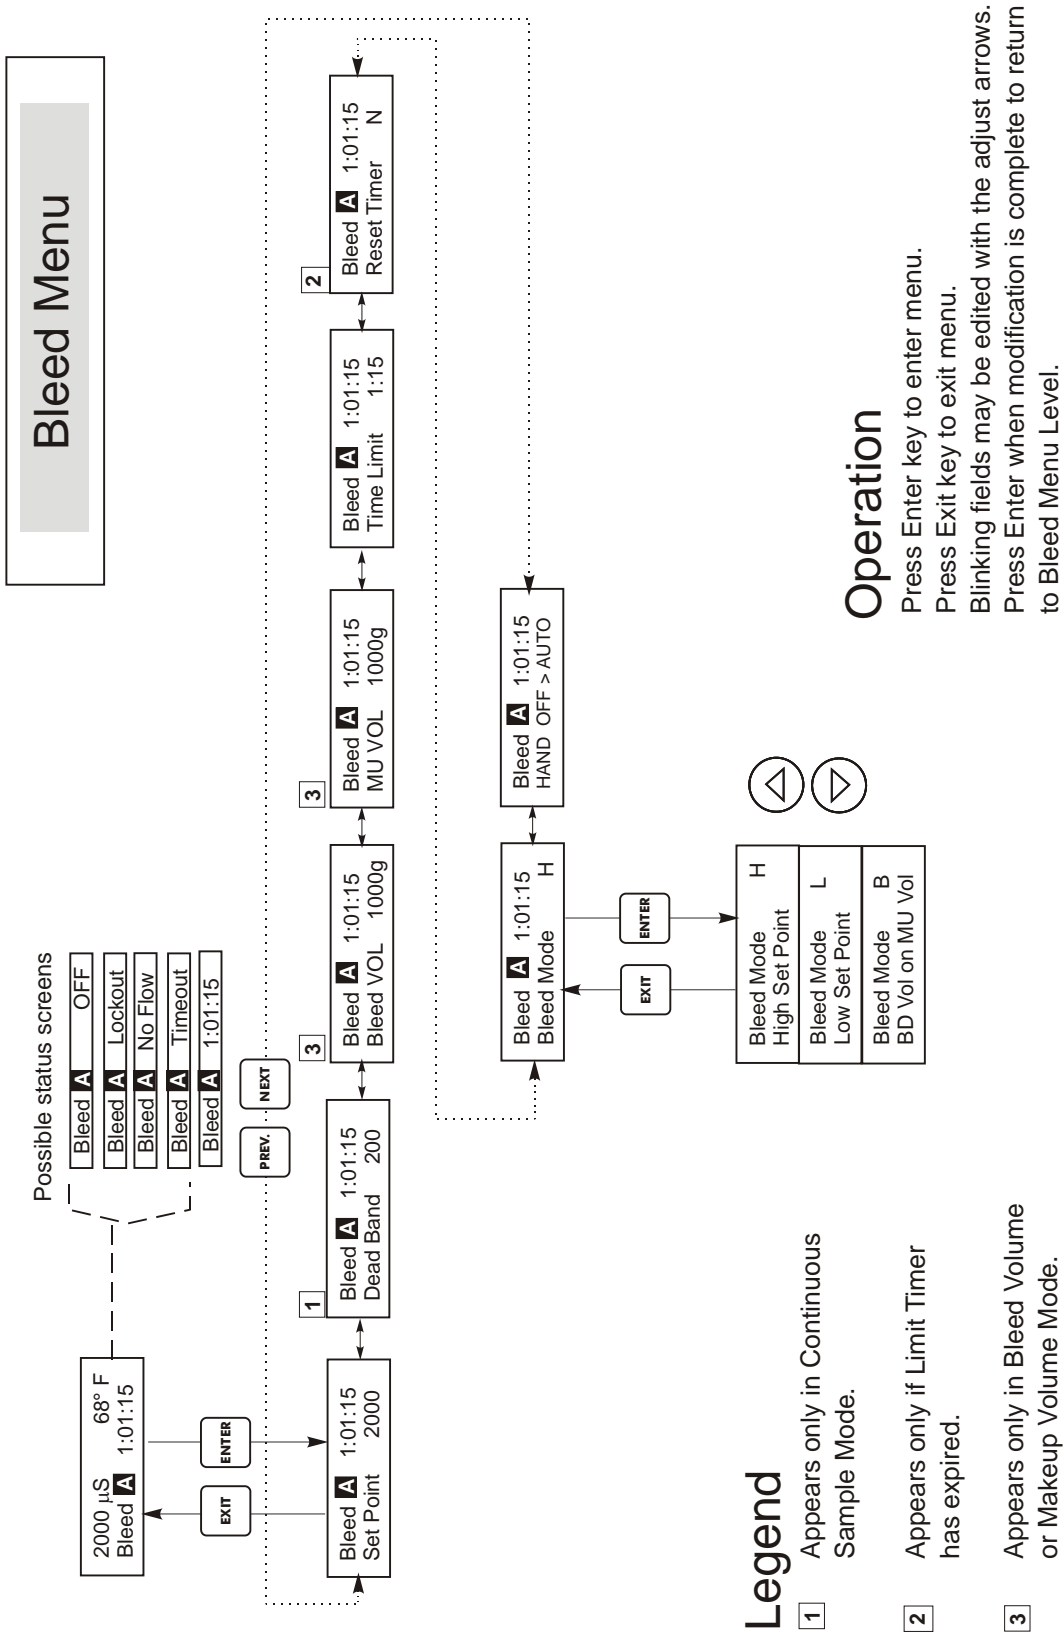 Bleed Menu
2000 µS 68° F
Bleed A 1:01:15
Possible status screens
Bleed A OFF
Bleed A Lockout
Bleed A No Flow
Bleed A Timeout
Bleed A 1:01:15
EXIT
ENTER
PREV.
NEXT
Bleed A 1:01:15
Set Point 2000
1
Bleed A 1:01:15
Dead Band 200
3
Bleed A 1:01:15
Bleed VOL 1000g
3
Bleed A 1:01:15
MU VOL 1000g
Bleed A 1:01:15
Time Limit 1:15
2
Bleed A 1:01:15
Reset Timer N
Bleed A 1:01:15
Bleed Mode H
Bleed A 1:01:15
HAND OFF > AUTO
EXIT
ENTER
Bleed Mode H
High Set Point
Bleed Mode L
Low Set Point
Bleed Mode B
BD Vol on MU Vol
Legend
1 Appears only in Continuous
Sample Mode.
2 Appears only if Limit Timer
has expired.
3 Appears only in Bleed Volume
or Makeup Volume Mode.
Operation
Press Enter key to enter menu.
Press Exit key to exit menu.
Blinking fields may be edited with the adjust arrows.
Press Enter when modification is complete to return
to Bleed Menu Level.